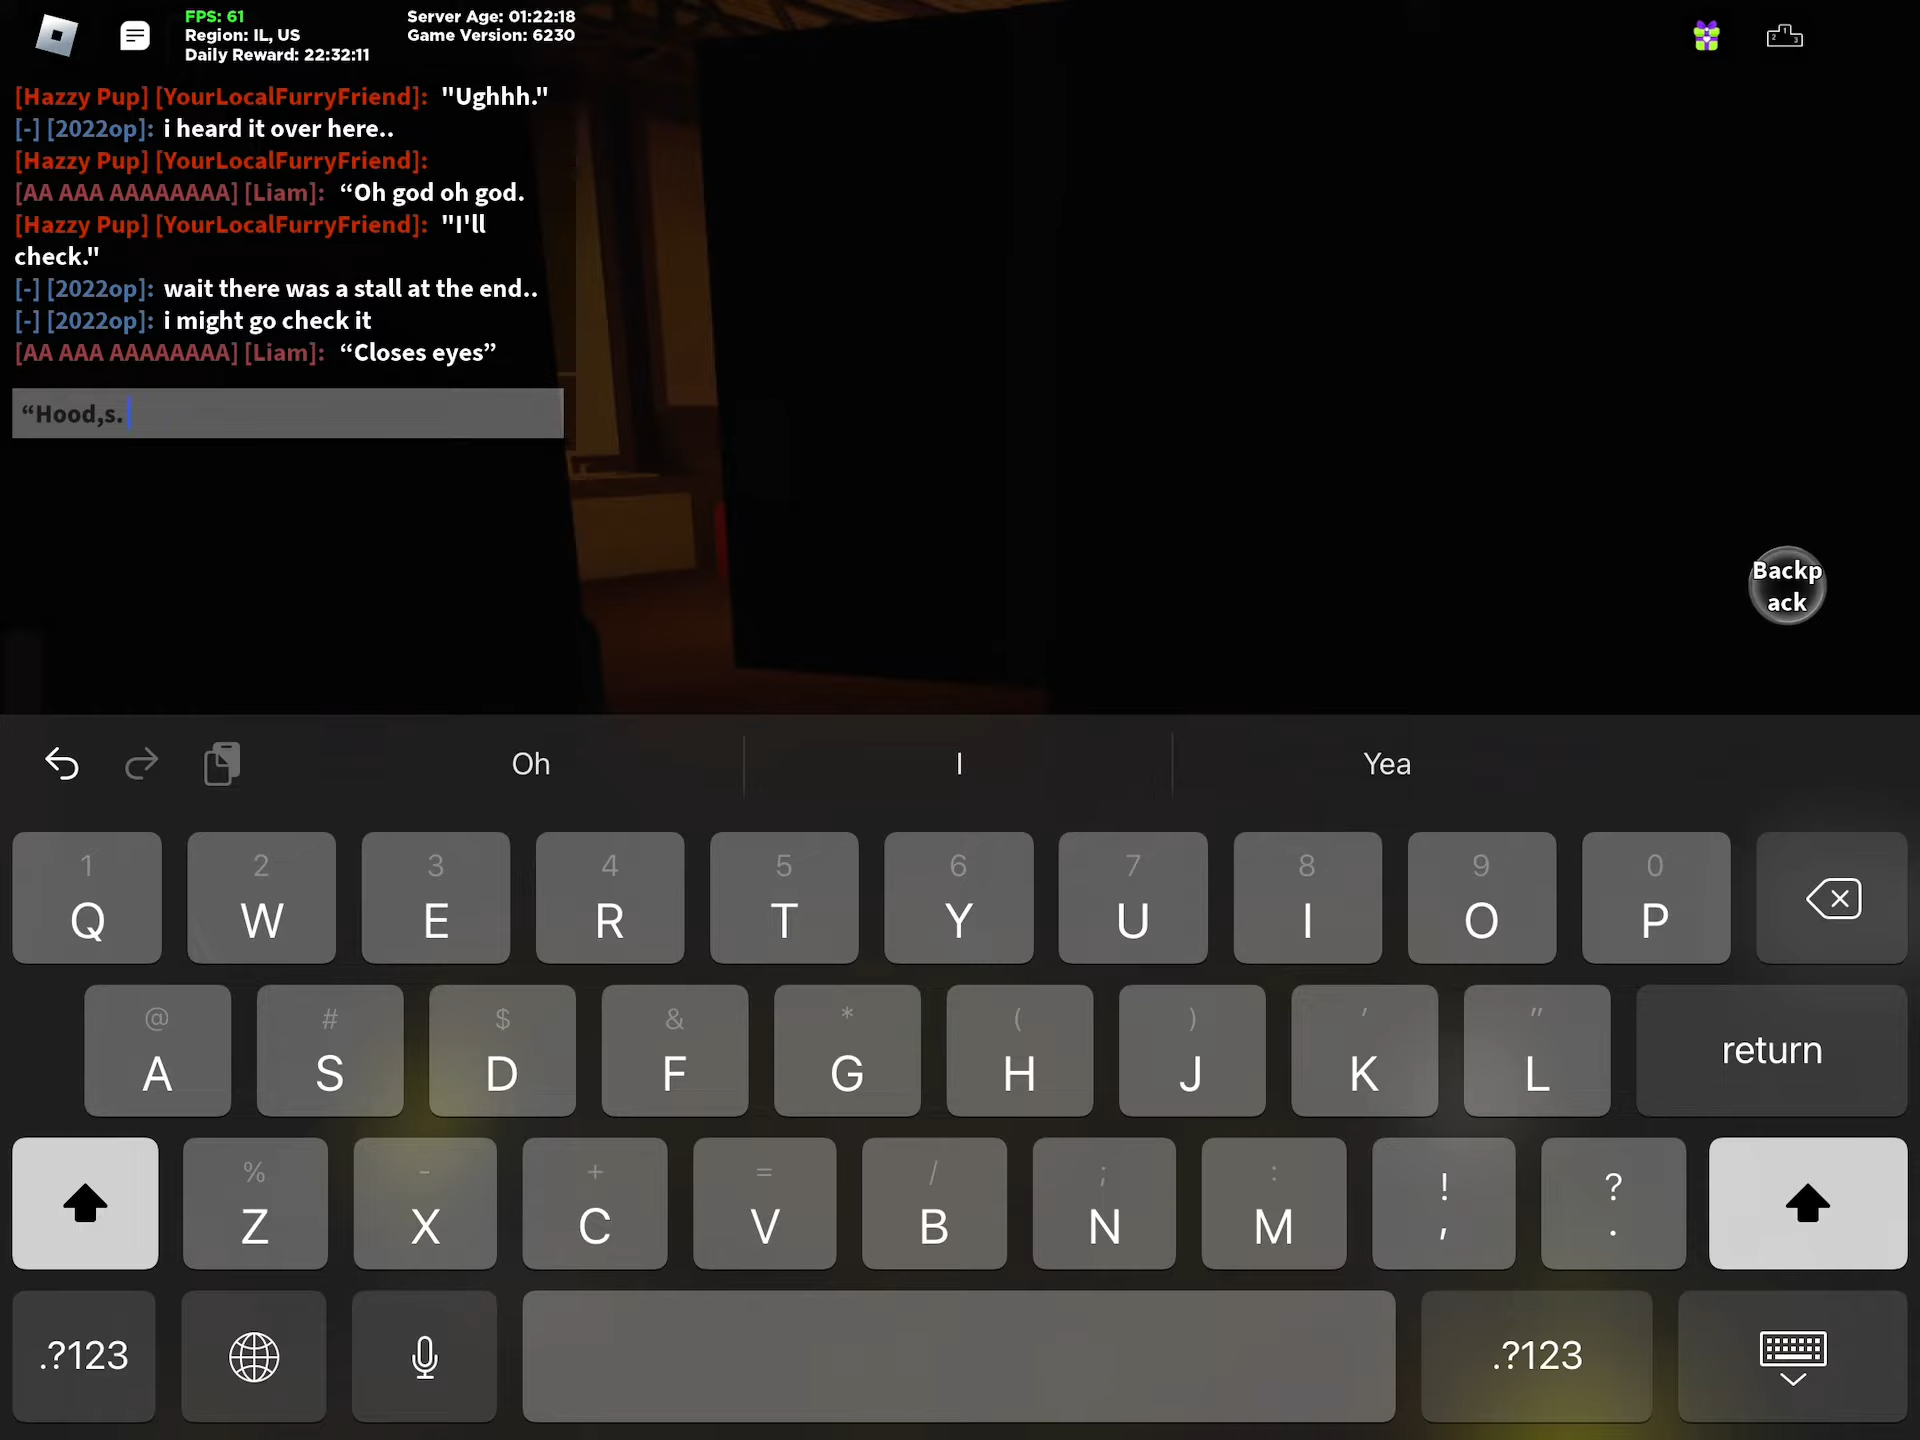 FPS: 61
Region: IL, US
Daily Reward: 22:32:11
Server Age: 01:22:18
Game Version: 6230
[Hazzy Pup] [YourLocalFurryFriend]: "Ughhh."
[-] [2022op]: i heard it over here..
[Hazzy Pup] [YourLocalFurryFriend]:
[AA AAA AAAAAAAA] [Liam]: “Oh god oh god.
[Hazzy Pup] [YourLocalFurryFriend]: "I'll
check."
[-] [2022op]: wait there was a stall at the end..
[-] [2022op]: i might go check it
[AA AAA AAAAAAAA] [Liam]: “Closes eyes”
“Hood,s.
Backp
ack
Oh I Yea
1 2 3 4 5 6 7 8 9 0
Q W E R T Y U I O P
@ # $ & * ( ) ' "
A S D F G H J K L return
% - + = / ; : ! ?
Z X C V B N M , .
.?123 .?123